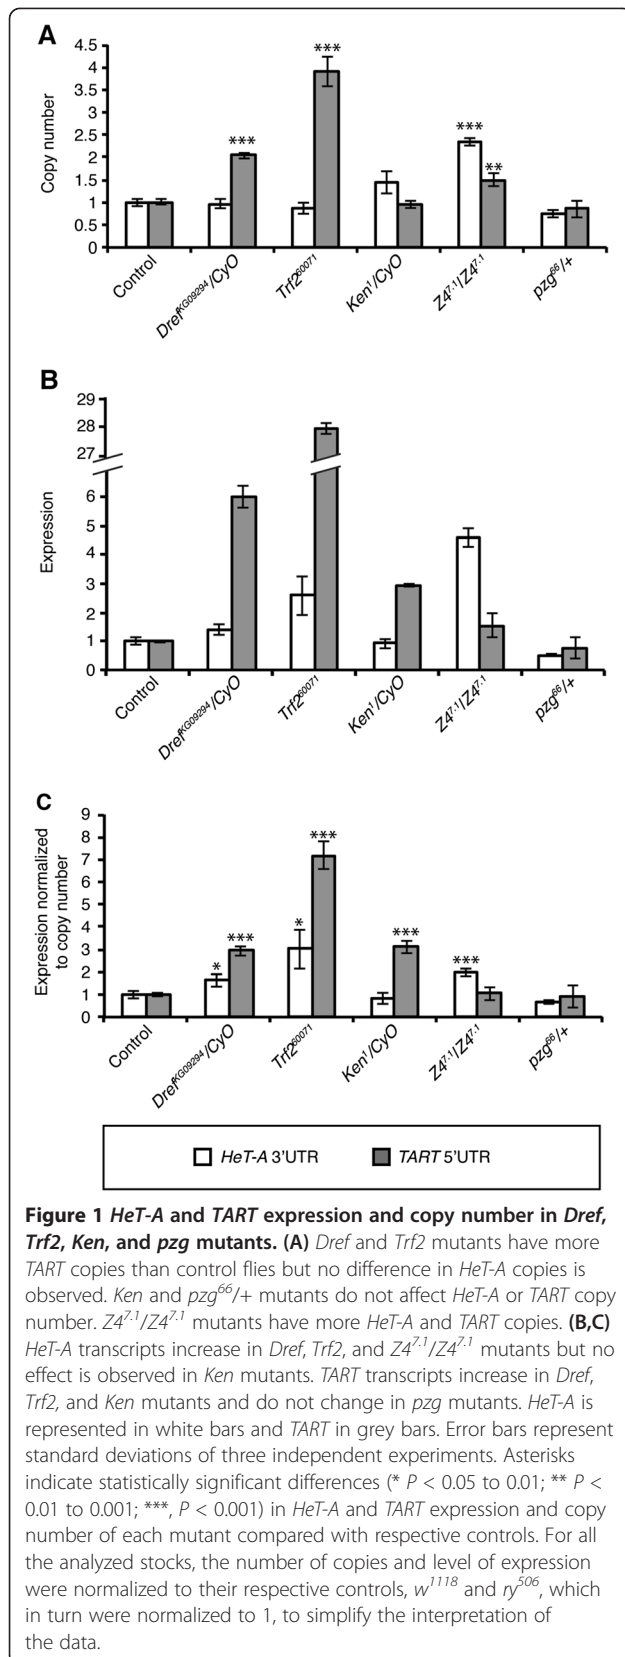 A
4.5
4
3.5
3
2.5
2
1.5
1
0.5
0
Copy number
***
***
***
**
Control
Dref^KG09294/CyO
Trf2^60071
Ken^1/CyO
Z4^7.1/Z4^7.1
pzg^66/+
B
29
28
27
6
5
4
3
2
1
0
Expression
Control
Dref^KG09294/CyO
Trf2^60071
Ken^1/CyO
Z4^7.1/Z4^7.1
pzg^66/+
C
9
8
7
6
5
4
3
2
1
0
Expression normalized
to copy number
*
***
*
***
***
***
Control
Dref^KG09294/CyO
Trf2^60071
Ken^1/CyO
Z4^7.1/Z4^7.1
pzg^66/+
HeT-A 3'UTR
TART 5'UTR
Figure 1 HeT-A and TART expression and copy number in Dref,
Trf2, Ken, and pzg mutants. (A) Dref and Trf2 mutants have more
TART copies than control flies but no difference in HeT-A copies is
observed. Ken and pzg^66/+ mutants do not affect HeT-A or TART copy
number. Z4^7.1/Z4^7.1 mutants have more HeT-A and TART copies. (B,C)
HeT-A transcripts increase in Dref, Trf2, and Z4^7.1/Z4^7.1 mutants but no
effect is observed in Ken mutants. TART transcripts increase in Dref,
Trf2, and Ken mutants and do not change in pzg mutants. HeT-A is
represented in white bars and TART in grey bars. Error bars represent
standard deviations of three independent experiments. Asterisks
indicate statistically significant differences (* P < 0.05 to 0.01; ** P <
0.01 to 0.001; ***, P < 0.001) in HeT-A and TART expression and copy
number of each mutant compared with respective controls. For all
the analyzed stocks, the number of copies and level of expression
were normalized to their respective controls, w^1118 and ry^506, which
in turn were normalized to 1, to simplify the interpretation of
the data.